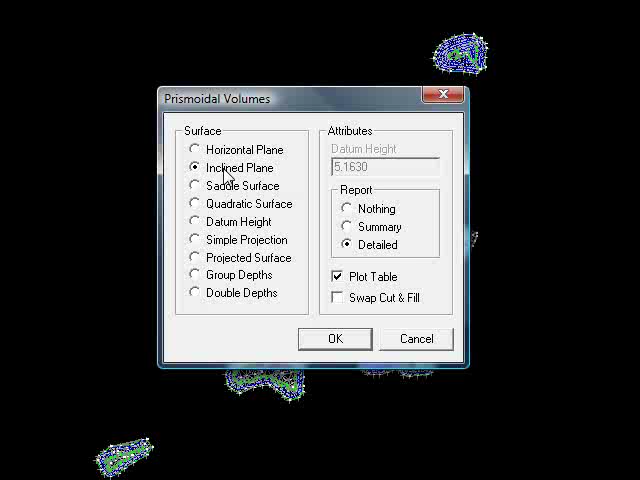 Prismoidal Volumes
Surface
Horizontal Plane
Inclined Plane
Saddle Surface
Quadratic Surface
Datum Height
Simple Projection
Projected Surface
Group Depths
Double Depths
Attributes
Datum Height
5.1630
Report
Nothing
Summary
Detailed
Plot Table
Swap Cut & Fill
OK
Cancel